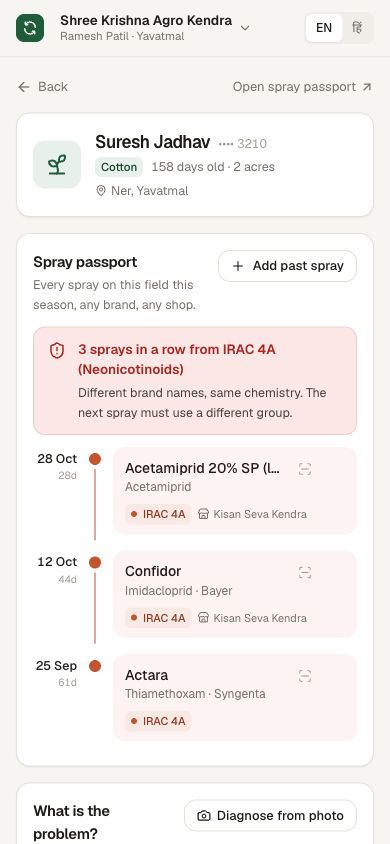 Shree Krishna Agro Kendra
Ramesh Patil · Yavatmal
EN
हिं
Back
Open spray passport
Suresh Jadhav •••• 3210
Cotton 158 days old · 2 acres
Ner, Yavatmal
Spray passport
Add past spray
Every spray on this field this
season, any brand, any shop.
3 sprays in a row from IRAC 4A
(Neonicotinoids)
Different brand names, same chemistry. The
next spray must use a different group.
28 Oct
28d
Acetamiprid 20% SP (l...
Acetamiprid
IRAC 4A Kisan Seva Kendra
12 Oct
44d
Confidor
Imidacloprid · Bayer
IRAC 4A Kisan Seva Kendra
25 Sep
61d
Actara
Thiamethoxam · Syngenta
IRAC 4A
What is the
problem?
Diagnose from photo